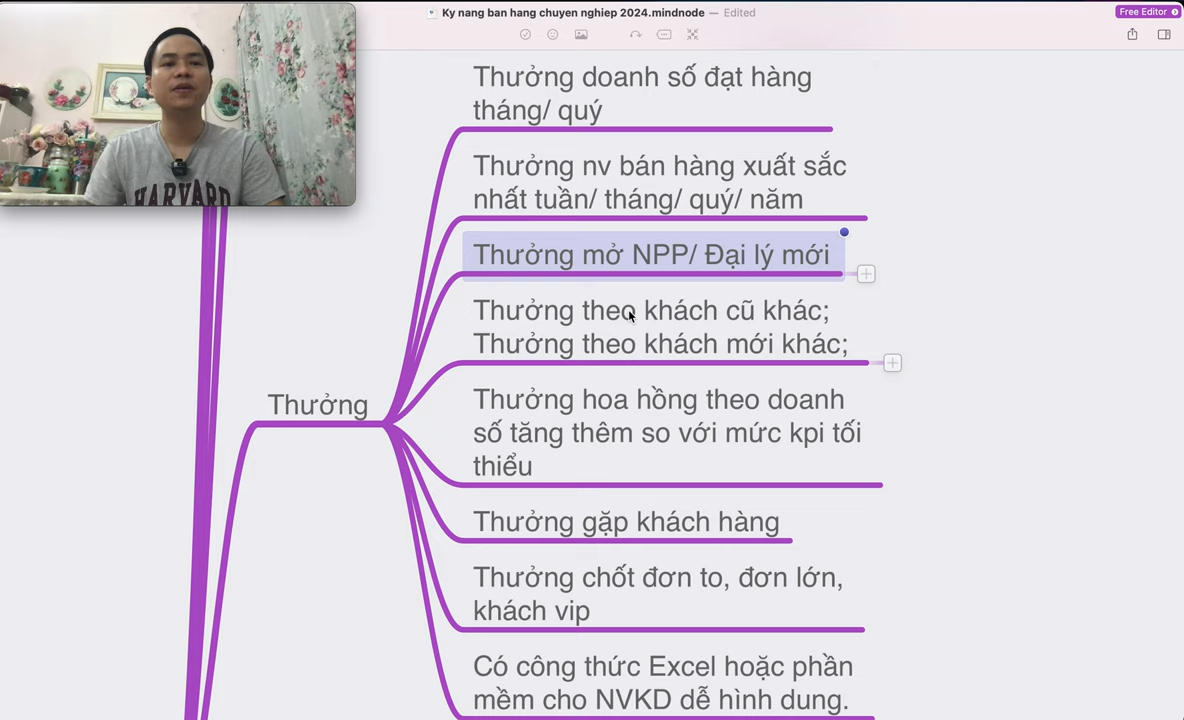 Ky nang ban hang chuyen nghiep 2024.mindnode — Edited
Free Editor
HARVARD
Thưởng doanh số đạt hàng
tháng/ quý
Thưởng nv bán hàng xuất sắc
nhất tuần/ tháng/ quý/ năm
Thưởng mở NPP/ Đại lý mới
Thưởng theo khách cũ khác;
Thưởng theo khách mới khác;
Thưởng
Thưởng hoa hồng theo doanh
số tăng thêm so với mức kpi tối
thiểu
Thưởng gặp khách hàng
Thưởng chốt đơn to, đơn lớn,
khách vip
Có công thức Excel hoặc phần
mềm cho NVKD dễ hình dung.